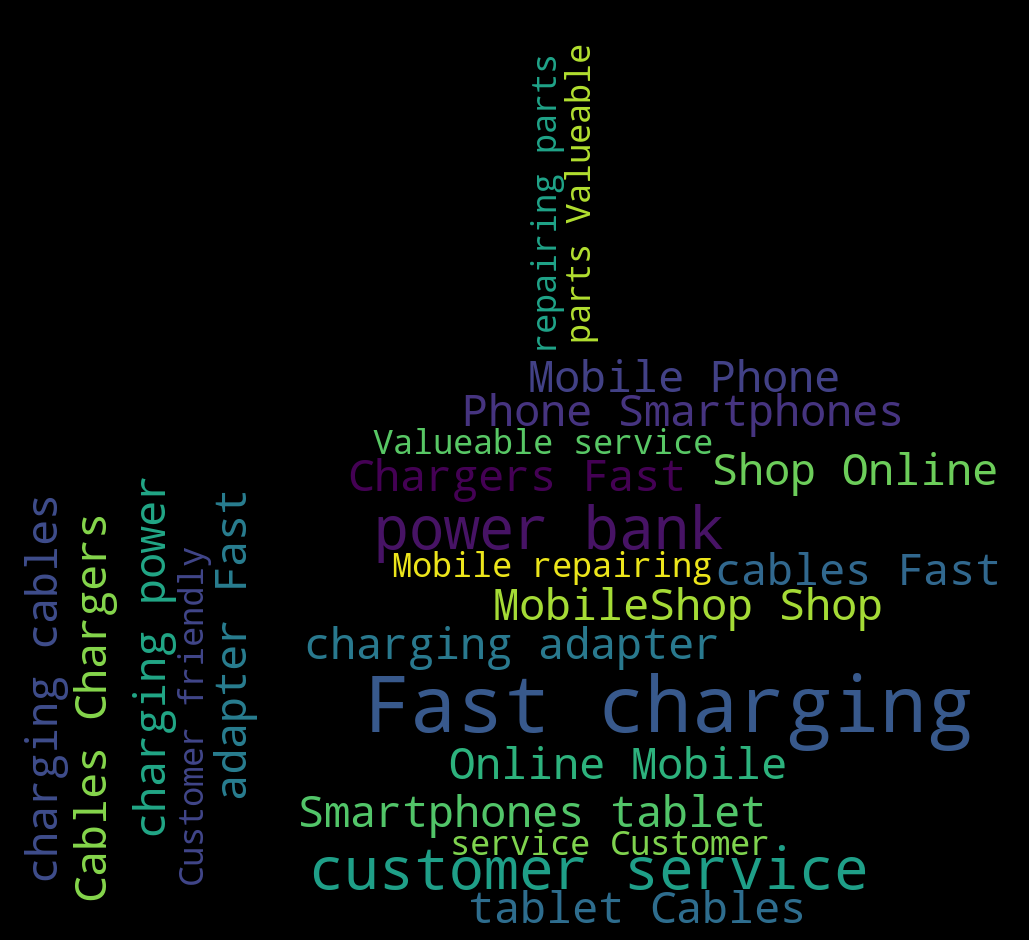 repairing parts
parts Valueable
Mobile Phone
Phone Smartphones
Valueable service
Chargers Fast
Shop Online
power bank
Mobile repairing
cables Fast
MobileShop Shop
charging adapter
Fast charging
Online Mobile
Smartphones tablet
service Customer
customer service
tablet Cables
charging cables
Cables Chargers
charging power
Customer friendly
adapter Fast